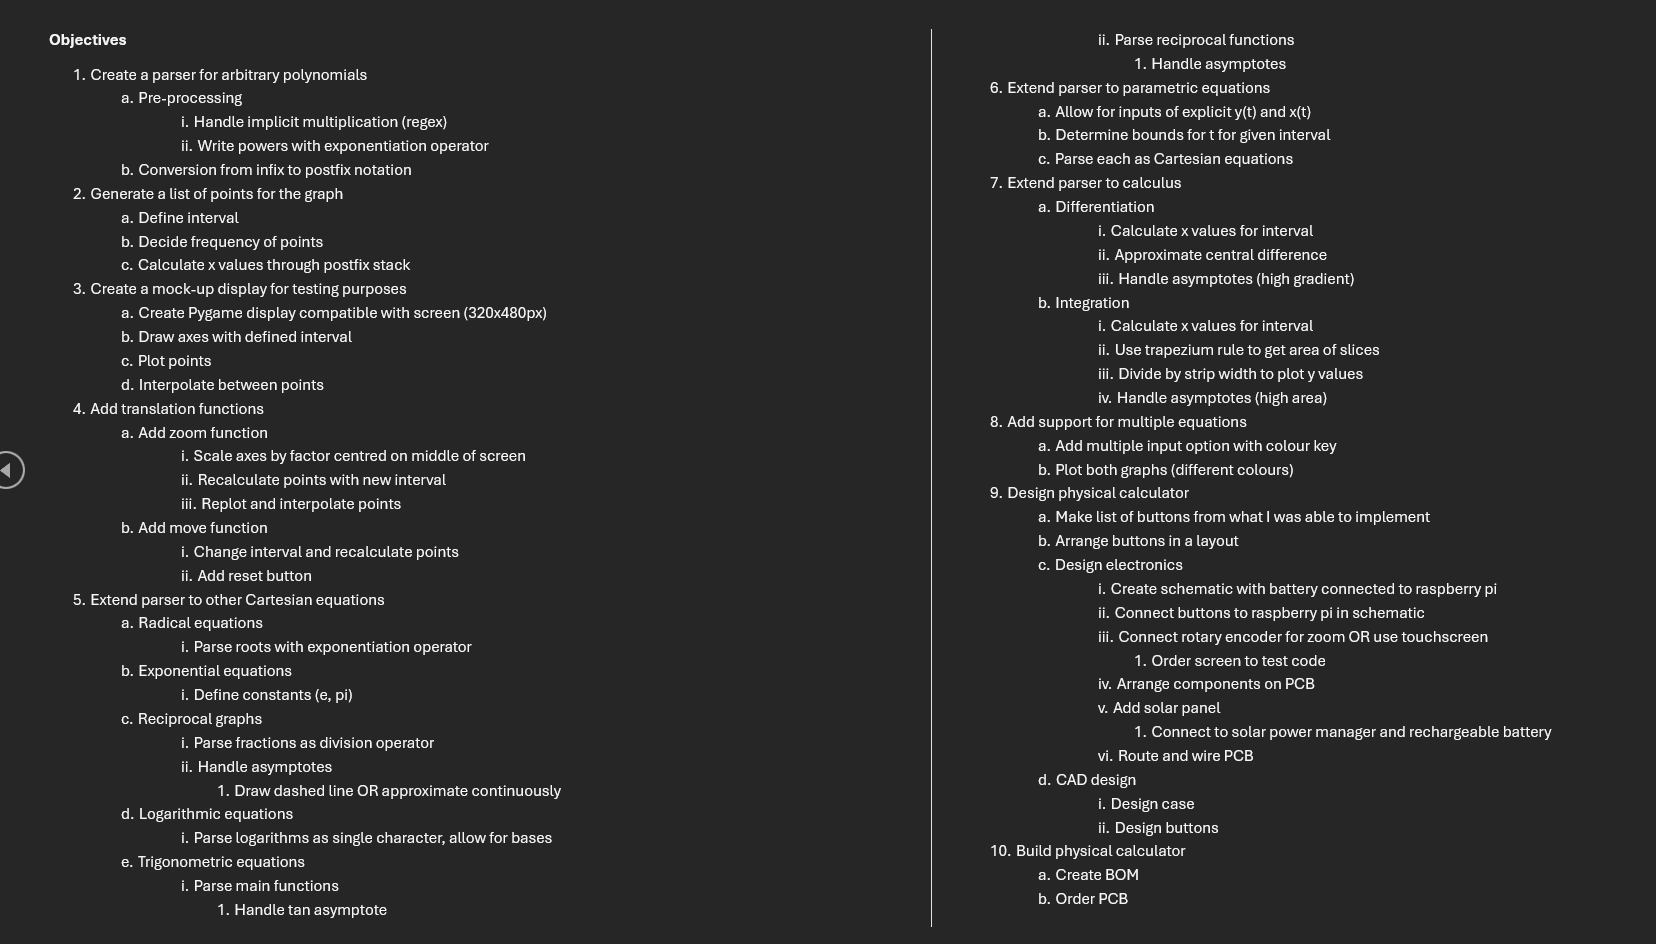 Objectives
1. Create a parser for arbitrary polynomials
a. Pre-processing
i. Handle implicit multiplication (regex)
ii. Write powers with exponentiation operator
b. Conversion from infix to postfix notation
2. Generate a list of points for the graph
a. Define interval
b. Decide frequency of points
c. Calculate x values through postfix stack
3. Create a mock-up display for testing purposes
a. Create Pygame display compatible with screen (320x480px)
b. Draw axes with defined interval
c. Plot points
d. Interpolate between points
4. Add translation functions
a. Add zoom function
i. Scale axes by factor centred on middle of screen
ii. Recalculate points with new interval
iii. Replot and interpolate points
b. Add move function
i. Change interval and recalculate points
ii. Add reset button
5. Extend parser to other Cartesian equations
a. Radical equations
i. Parse roots with exponentiation operator
b. Exponential equations
i. Define constants (e, pi)
c. Reciprocal graphs
i. Parse fractions as division operator
ii. Handle asymptotes
1. Draw dashed line OR approximate continuously
d. Logarithmic equations
i. Parse logarithms as single character, allow for bases
e. Trigonometric equations
i. Parse main functions
1. Handle tan asymptote
ii. Parse reciprocal functions
1. Handle asymptotes
6. Extend parser to parametric equations
a. Allow for inputs of explicit y(t) and x(t)
b. Determine bounds for t for given interval
c. Parse each as Cartesian equations
7. Extend parser to calculus
a. Differentiation
i. Calculate x values for interval
ii. Approximate central difference
iii. Handle asymptotes (high gradient)
b. Integration
i. Calculate x values for interval
ii. Use trapezium rule to get area of slices
iii. Divide by strip width to plot y values
iv. Handle asymptotes (high area)
8. Add support for multiple equations
a. Add multiple input option with colour key
b. Plot both graphs (different colours)
9. Design physical calculator
a. Make list of buttons from what I was able to implement
b. Arrange buttons in a layout
c. Design electronics
i. Create schematic with battery connected to raspberry pi
ii. Connect buttons to raspberry pi in schematic
iii. Connect rotary encoder for zoom OR use touchscreen
1. Order screen to test code
iv. Arrange components on PCB
v. Add solar panel
1. Connect to solar power manager and rechargeable battery
vi. Route and wire PCB
d. CAD design
i. Design case
ii. Design buttons
10. Build physical calculator
a. Create BOM
b. Order PCB